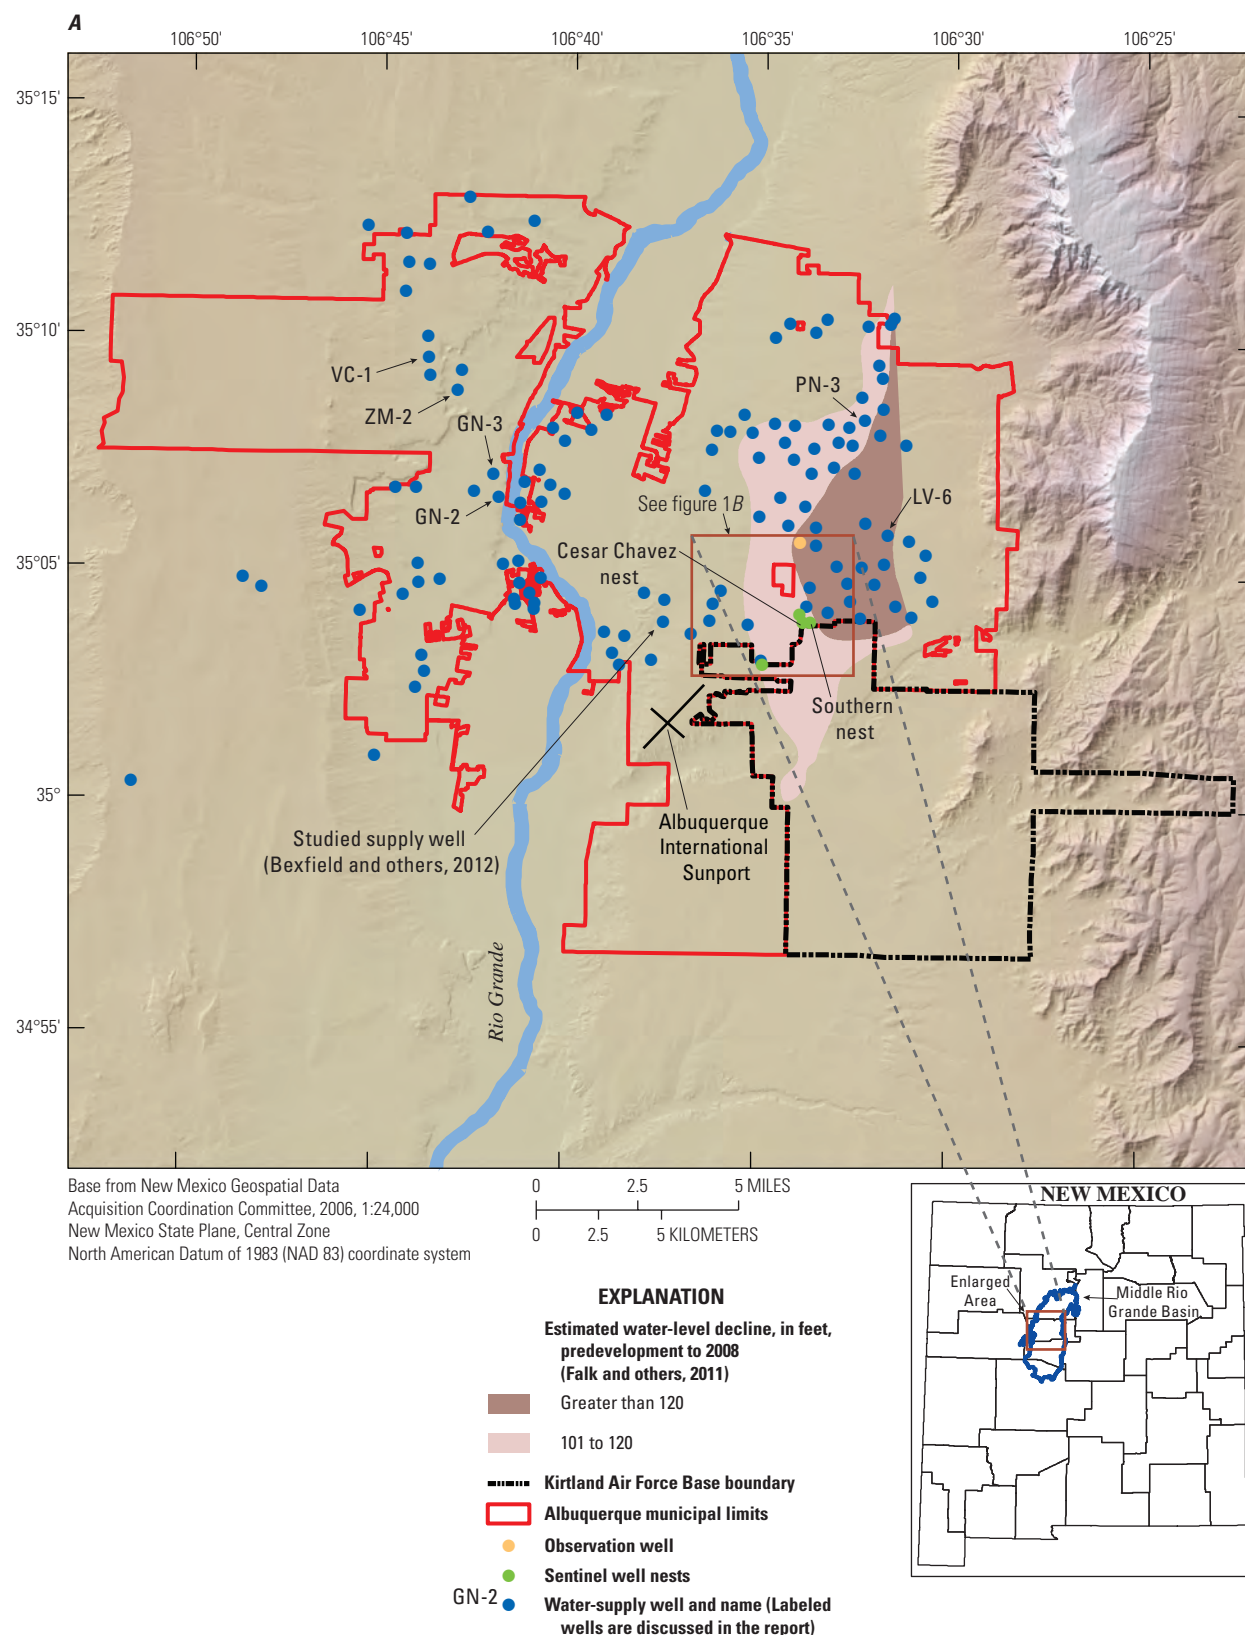 A
106°50'
106°45'
106°40'
106°35'
106°30'
106°25'
35°15'
35°10'
35°05'
35°
34°55'
VC-1
ZM-2
GN-3
GN-2
PN-3
LV-6
See figure 1B
Cesar Chavez
nest
Southern
nest
Studied supply well
(Bexfield and others, 2012)
Albuquerque
International
Sunport
Rio Grande
Base from New Mexico Geospatial Data
Acquisition Coordination Committee, 2006, 1:24,000
New Mexico State Plane, Central Zone
North American Datum of 1983 (NAD 83) coordinate system
0 2.5 5 MILES
0 2.5 5 KILOMETERS
NEW MEXICO
Enlarged
Area
Middle Rio
Grande Basin
EXPLANATION
Estimated water-level decline, in feet,
predevelopment to 2008
(Falk and others, 2011)
Greater than 120
101 to 120
Kirtland Air Force Base boundary
Albuquerque municipal limits
Observation well
Sentinel well nests
GN-2 Water-supply well and name (Labeled
wells are discussed in the report)